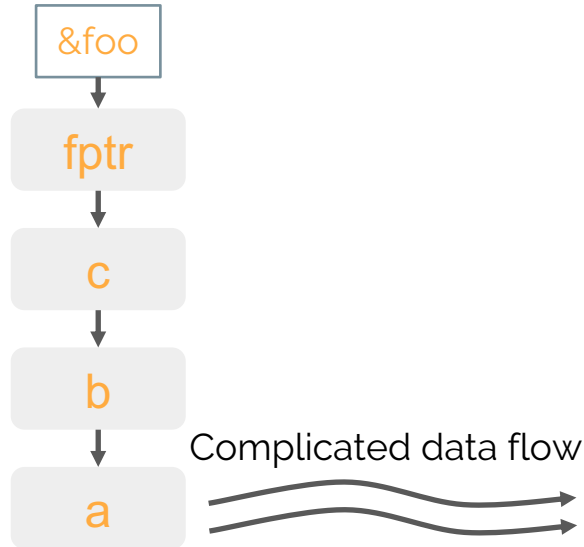 &foo
fptr
c
b
Complicated data flow
a